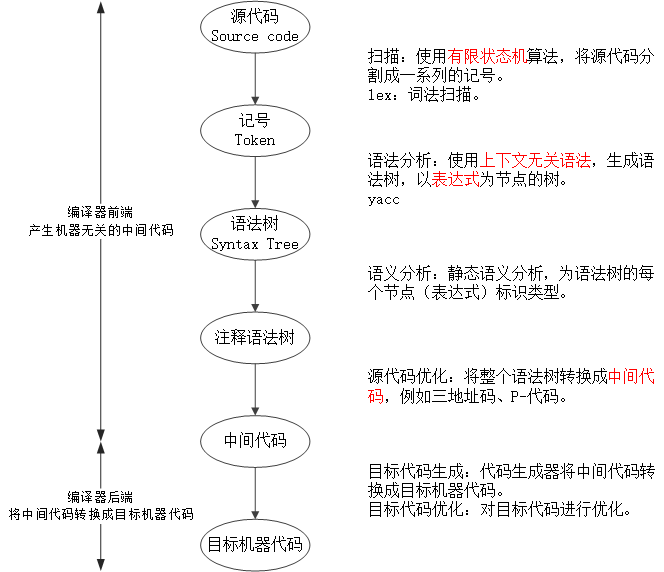 源代码
Source code
扫描：使用有限状态机算法，将源代码分
割成一系列的记号。
lex：词法扫描。
记号
Token
语法分析：使用上下文无关语法，生成语
法树，以表达式为节点的树。
yacc
编译器前端
产生机器无关的中间代码
语法树
Syntax Tree
语义分析：静态语义分析，为语法树的每
个节点（表达式）标识类型。
注释语法树
源代码优化：将整个语法树转换成中间代
码，例如三地址码、P-代码。
中间代码
目标代码生成：代码生成器将中间代码转
换成目标机器代码。
目标代码优化：对目标代码进行优化。
编译器后端
将中间代码转换成目标机器代码
目标机器代码